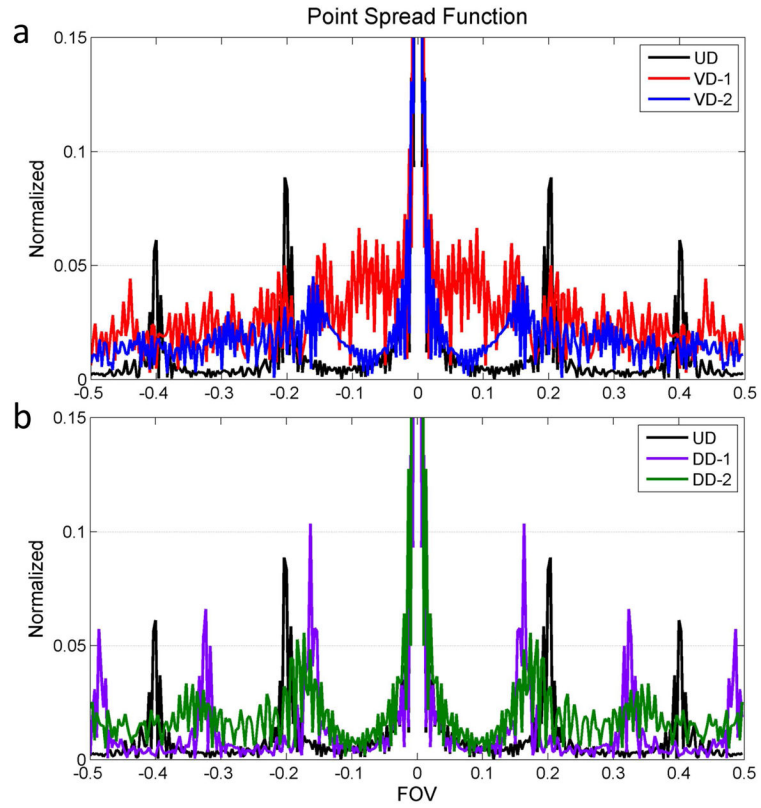 Point Spread Function
a
0.15
0.1
0.05
0
Normalized
UD
VD-1
VD-2
-0.5 -0.4 -0.3 -0.2 -0.1 0 0.1 0.2 0.3 0.4 0.5
b
0.15
0.1
0.05
0
Normalized
UD
DD-1
DD-2
-0.5 -0.4 -0.3 -0.2 -0.1 0 0.1 0.2 0.3 0.4 0.5
FOV